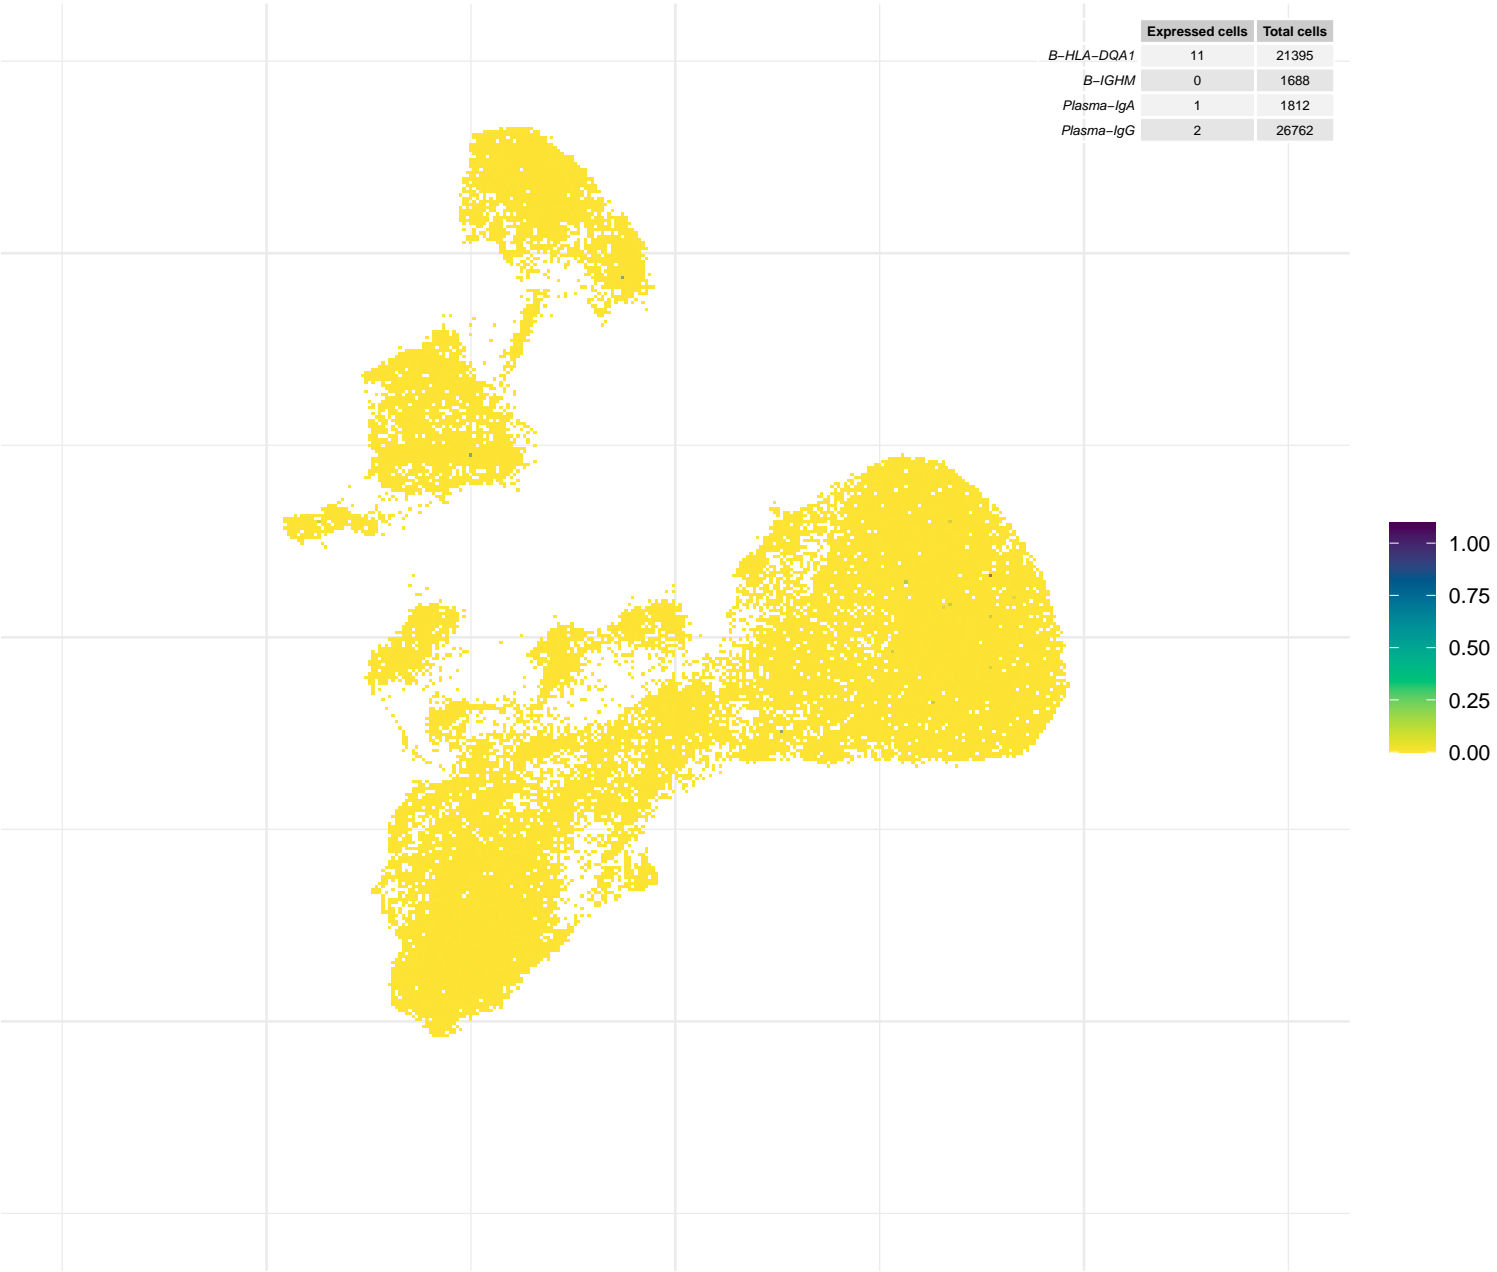 Expressed cells Total cells
B−HLA−DQA1 11 21395
B−IGHM 0 1688
Plasma−IgA 1 1812
Plasma−IgG 2 26762
1.00
0.75
0.50
0.25
0.00